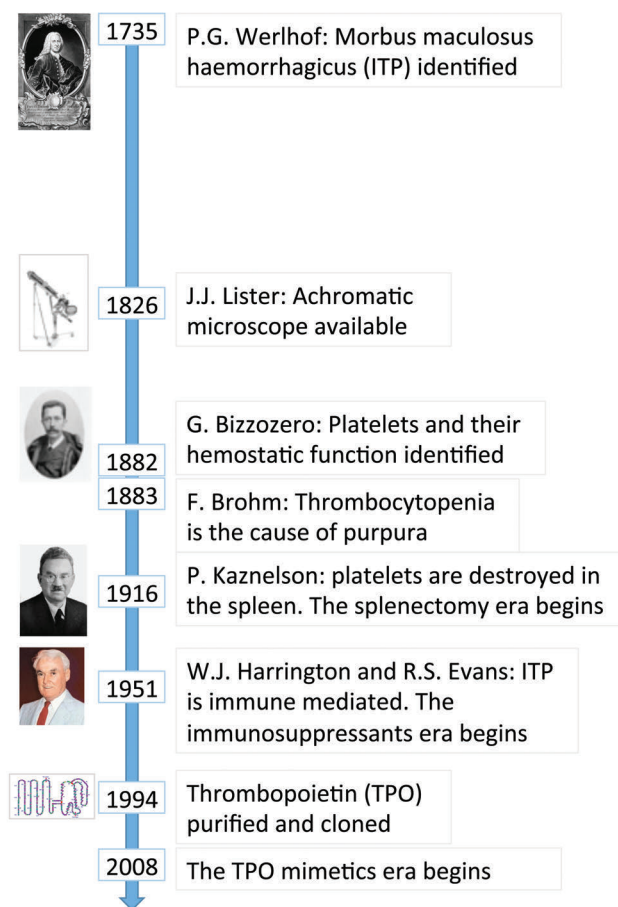 1735
P.G. Werlhof: Morbus maculosus
haemorrhagicus (ITP) identified
1826
J.J. Lister: Achromatic
microscope available
1882
G. Bizzozero: Platelets and their
hemostatic function identified
1883
F. Brohm: Thrombocytopenia
is the cause of purpura
1916
P. Kaznelson: platelets are destroyed in
the spleen. The splenectomy era begins
1951
W.J. Harrington and R.S. Evans: ITP
is immune mediated. The
immunosuppressants era begins
1994
Thrombopoietin (TPO)
purified and cloned
2008
The TPO mimetics era begins